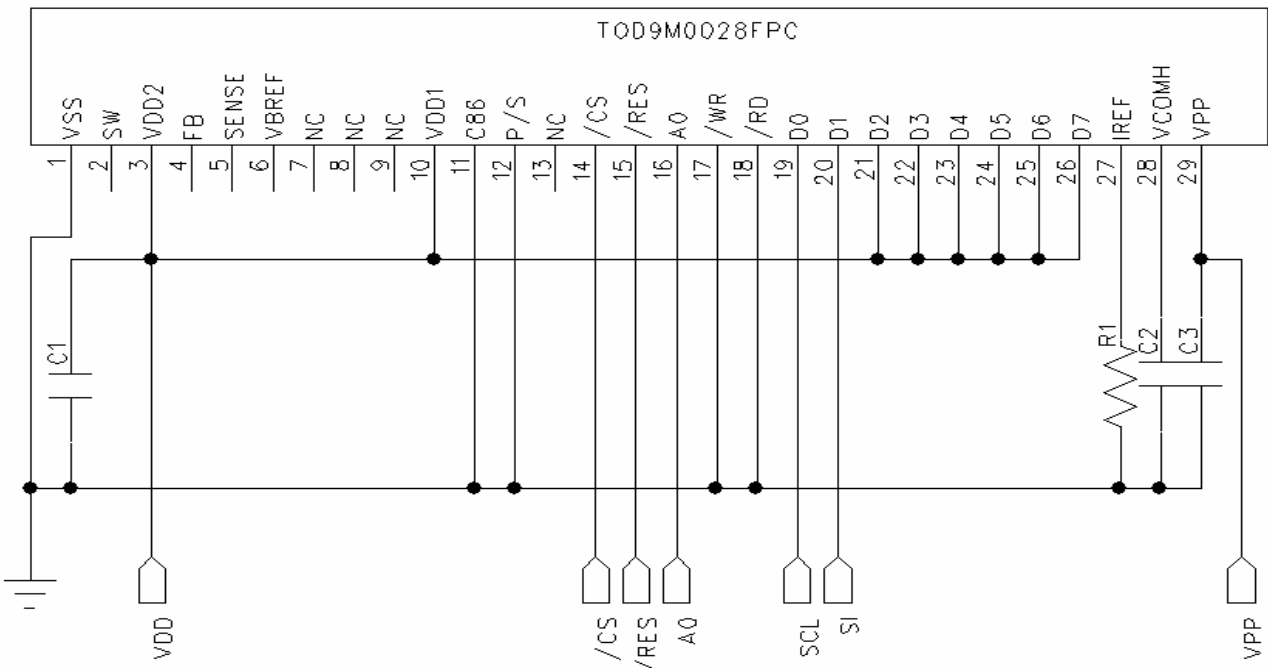 TOD9M0028FPC
VSS
SW
VDD2
FB
SENSE
VBREF
NC
NC
NC
VDD1
C86
P/S
NC
/CS
/RES
A0
/WR
/RD
D0
D1
D2
D3
D4
D5
D6
D7
IREF
VCOMH
VPP
1
2
3
4
5
6
7
8
9
10
11
12
13
14
15
16
17
18
19
20
21
22
23
24
25
26
27
28
29
C1
R1
C2
C3
VDD
/CS
/RES
A0
SCL
SI
VPP